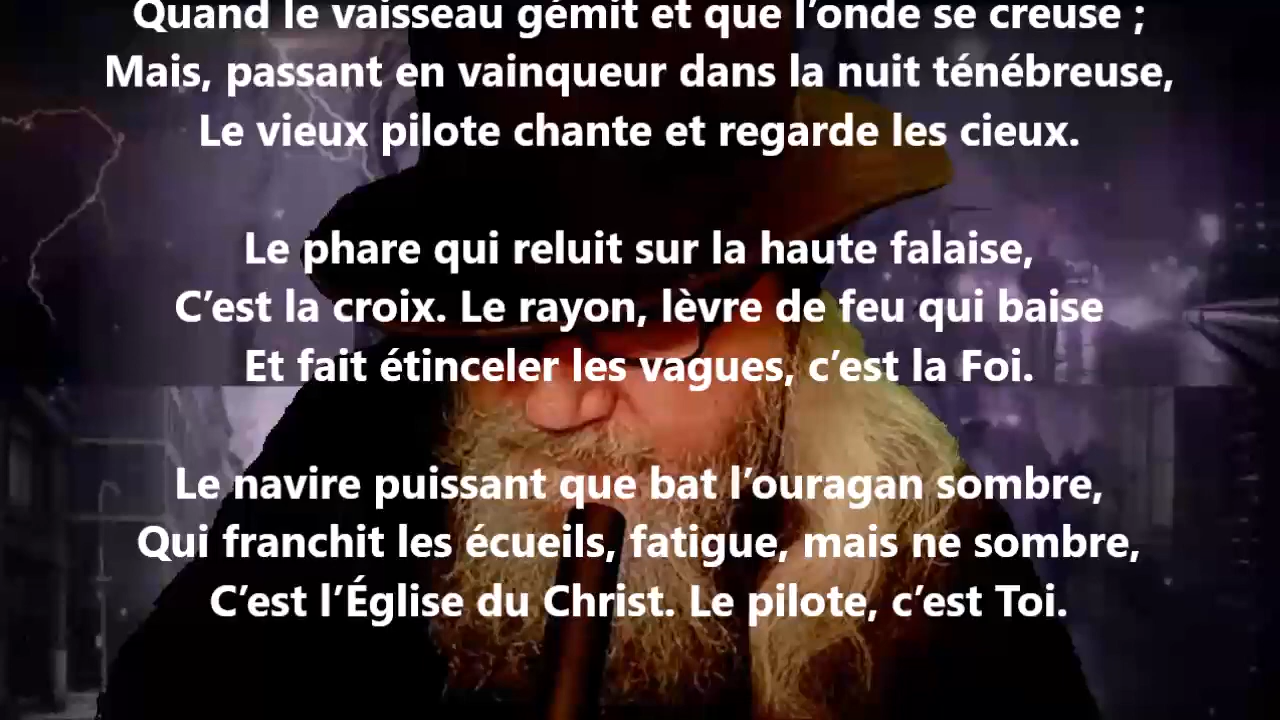 Quand le vaisseau gémit et que l’onde se creuse ;
Mais, passant en vainqueur dans la nuit ténébreuse,
Le vieux pilote chante et regarde les cieux.
Le phare qui reluit sur la haute falaise,
C’est la croix. Le rayon, lèvre de feu qui baise
Et fait étinceler les vagues, c’est la Foi.
Le navire puissant que bat l’ouragan sombre,
Qui franchit les écueils, fatigue, mais ne sombre,
C’est l’Église du Christ. Le pilote, c’est Toi.